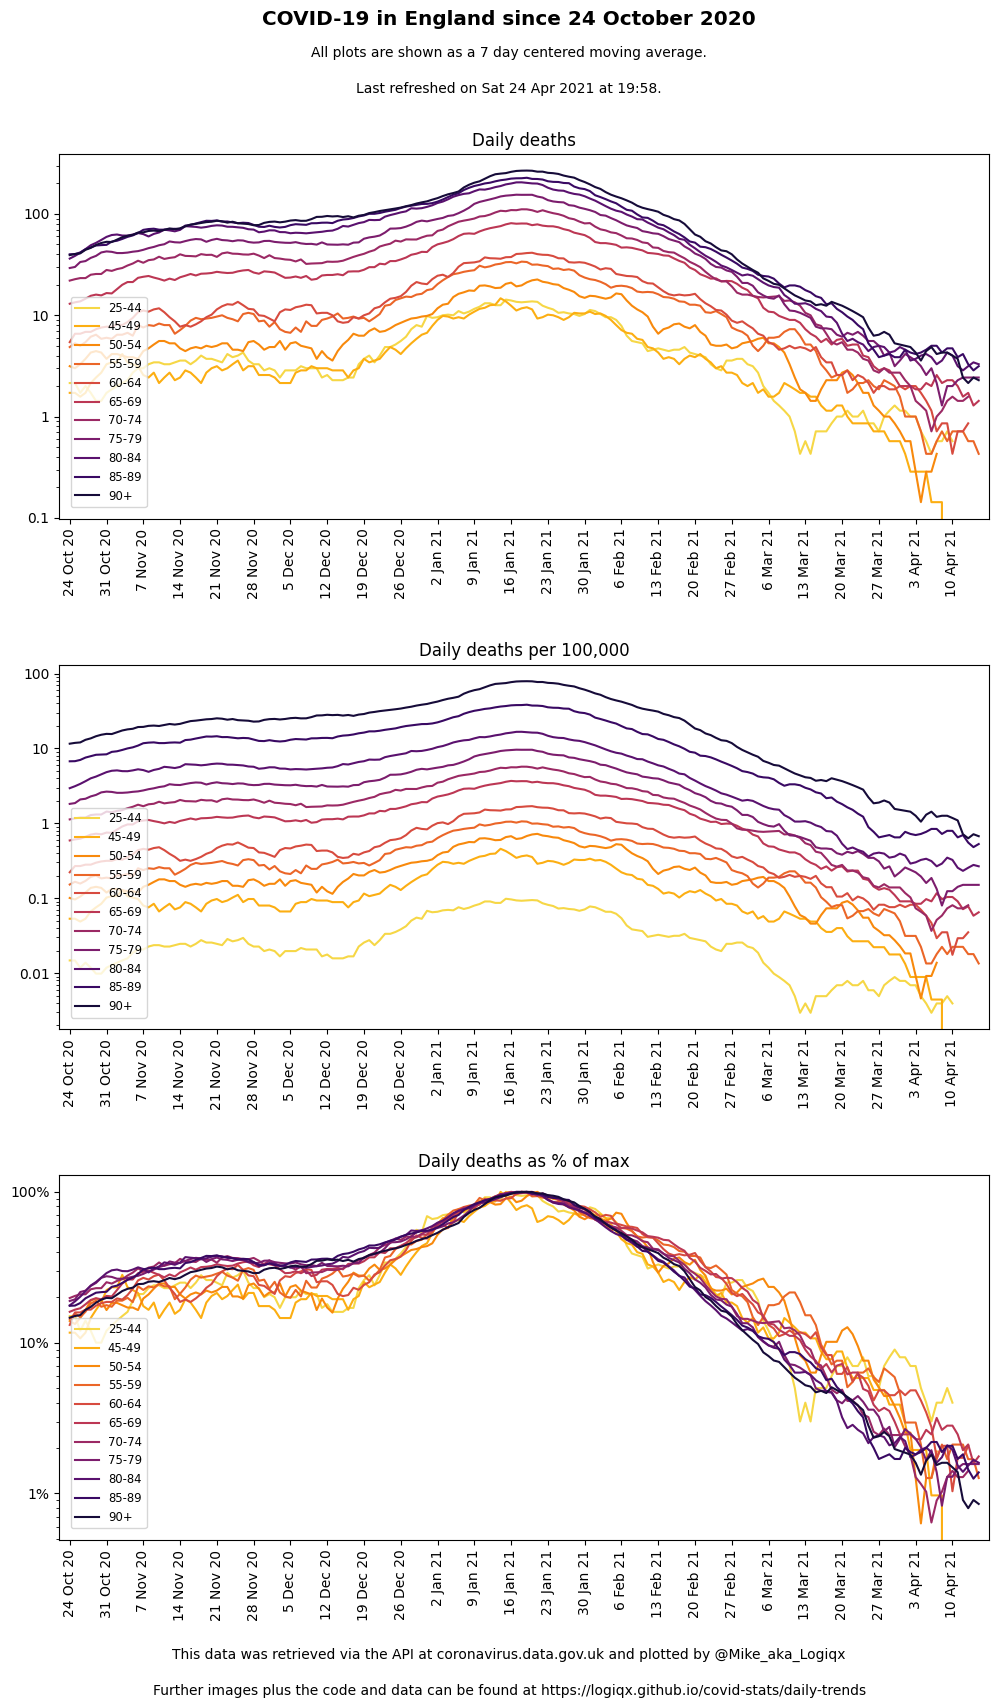 COVID-19 in England since 24 October 2020
All plots are shown as a 7 day centered moving average.
Last refreshed on Sat 24 Apr 2021 at 19:58.
Daily deaths
100
10
1
0.1
25-44
45-49
50-54
55-59
60-64
65-69
70-74
75-79
80-84
85-89
90+
24 Oct 20
31 Oct 20
7 Nov 20
14 Nov 20
21 Nov 20
28 Nov 20
5 Dec 20
12 Dec 20
19 Dec 20
26 Dec 20
2 Jan 21
9 Jan 21
16 Jan 21
23 Jan 21
30 Jan 21
6 Feb 21
13 Feb 21
20 Feb 21
27 Feb 21
6 Mar 21
13 Mar 21
20 Mar 21
27 Mar 21
3 Apr 21
10 Apr 21
Daily deaths per 100,000
100
10
1
0.1
0.01
25-44
45-49
50-54
55-59
60-64
65-69
70-74
75-79
80-84
85-89
90+
24 Oct 20
31 Oct 20
7 Nov 20
14 Nov 20
21 Nov 20
28 Nov 20
5 Dec 20
12 Dec 20
19 Dec 20
26 Dec 20
2 Jan 21
9 Jan 21
16 Jan 21
23 Jan 21
30 Jan 21
6 Feb 21
13 Feb 21
20 Feb 21
27 Feb 21
6 Mar 21
13 Mar 21
20 Mar 21
27 Mar 21
3 Apr 21
10 Apr 21
Daily deaths as % of max
100%
10%
1%
25-44
45-49
50-54
55-59
60-64
65-69
70-74
75-79
80-84
85-89
90+
24 Oct 20
31 Oct 20
7 Nov 20
14 Nov 20
21 Nov 20
28 Nov 20
5 Dec 20
12 Dec 20
19 Dec 20
26 Dec 20
2 Jan 21
9 Jan 21
16 Jan 21
23 Jan 21
30 Jan 21
6 Feb 21
13 Feb 21
20 Feb 21
27 Feb 21
6 Mar 21
13 Mar 21
20 Mar 21
27 Mar 21
3 Apr 21
10 Apr 21
This data was retrieved via the API at coronavirus.data.gov.uk and plotted by @Mike_aka_Logiqx
Further images plus the code and data can be found at https://logiqx.github.io/covid-stats/daily-trends